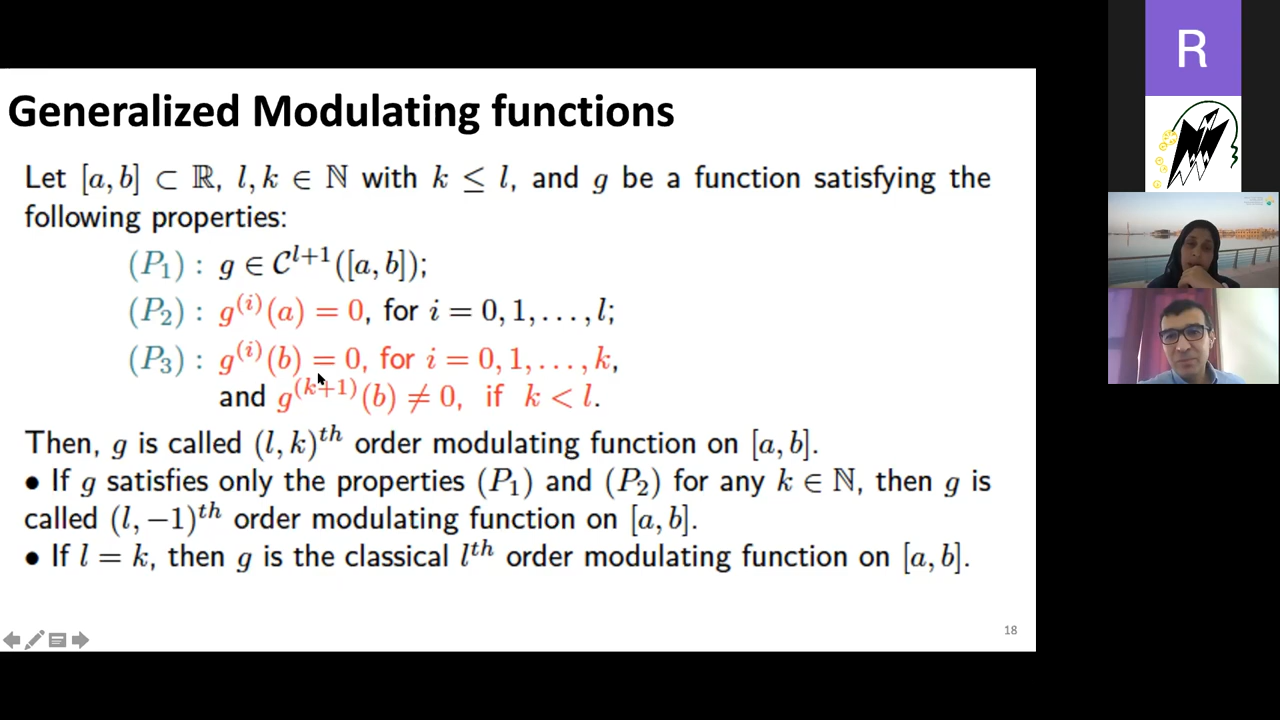 Generalized Modulating functions
Let [a, b] ⊂ ℝ, l, k ∈ ℕ with k ≤ l, and g be a function satisfying the
following properties:
(P₁) : g ∈ 𝒞ˡ⁺¹([a, b]);
(P₂) : g⁽ⁱ⁾(a) = 0, for i = 0, 1, . . . , l;
(P₃) : g⁽ⁱ⁾(b) = 0, for i = 0, 1, . . . , k,
and g⁽ᵏ⁺¹⁾(b) ≠ 0, if k < l.
Then, g is called (l, k)ᵗʰ order modulating function on [a, b].
• If g satisfies only the properties (P₁) and (P₂) for any k ∈ ℕ, then g is
called (l, −1)ᵗʰ order modulating function on [a, b].
• If l = k, then g is the classical lᵗʰ order modulating function on [a, b].
18
R